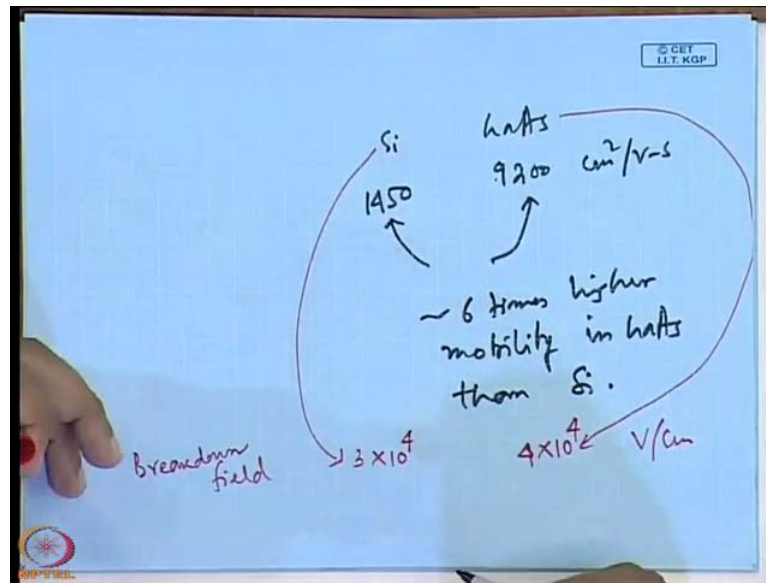 © CET
I.I.T. KGP
Si GaAs
1450 9200 cm²/V-s
~ 6 times higher
mobility in GaAs
than Si.
Breakdown field 3 × 10⁴ 4 × 10⁴ V/cm
NPTEL